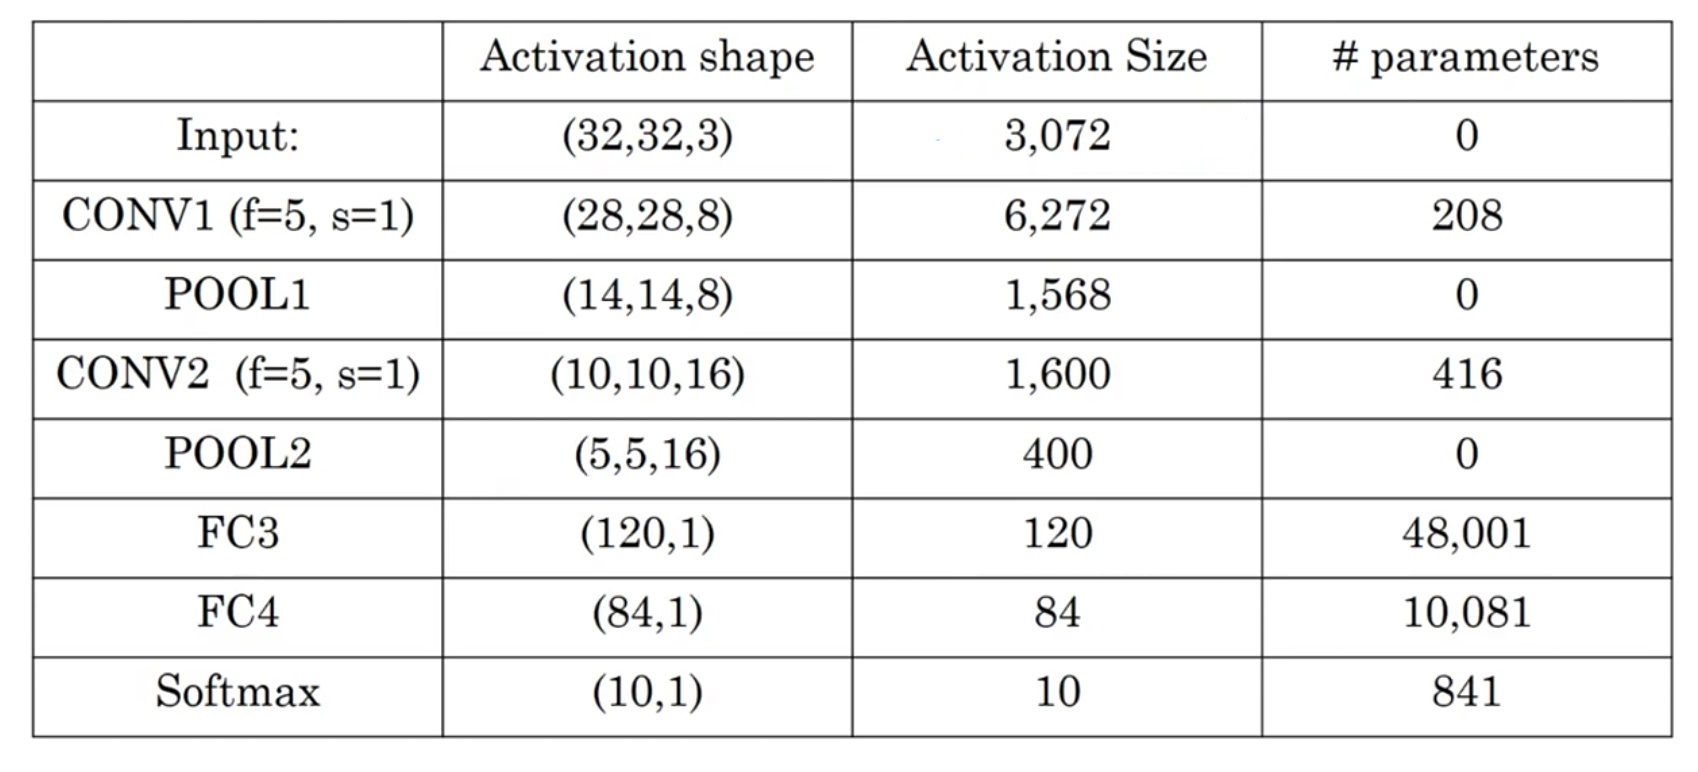 Activation shape Activation Size # parameters
Input: (32,32,3) 3,072 0
CONV1 (f=5, s=1) (28,28,8) 6,272 208
POOL1 (14,14,8) 1,568 0
CONV2 (f=5, s=1) (10,10,16) 1,600 416
POOL2 (5,5,16) 400 0
FC3 (120,1) 120 48,001
FC4 (84,1) 84 10,081
Softmax (10,1) 10 841